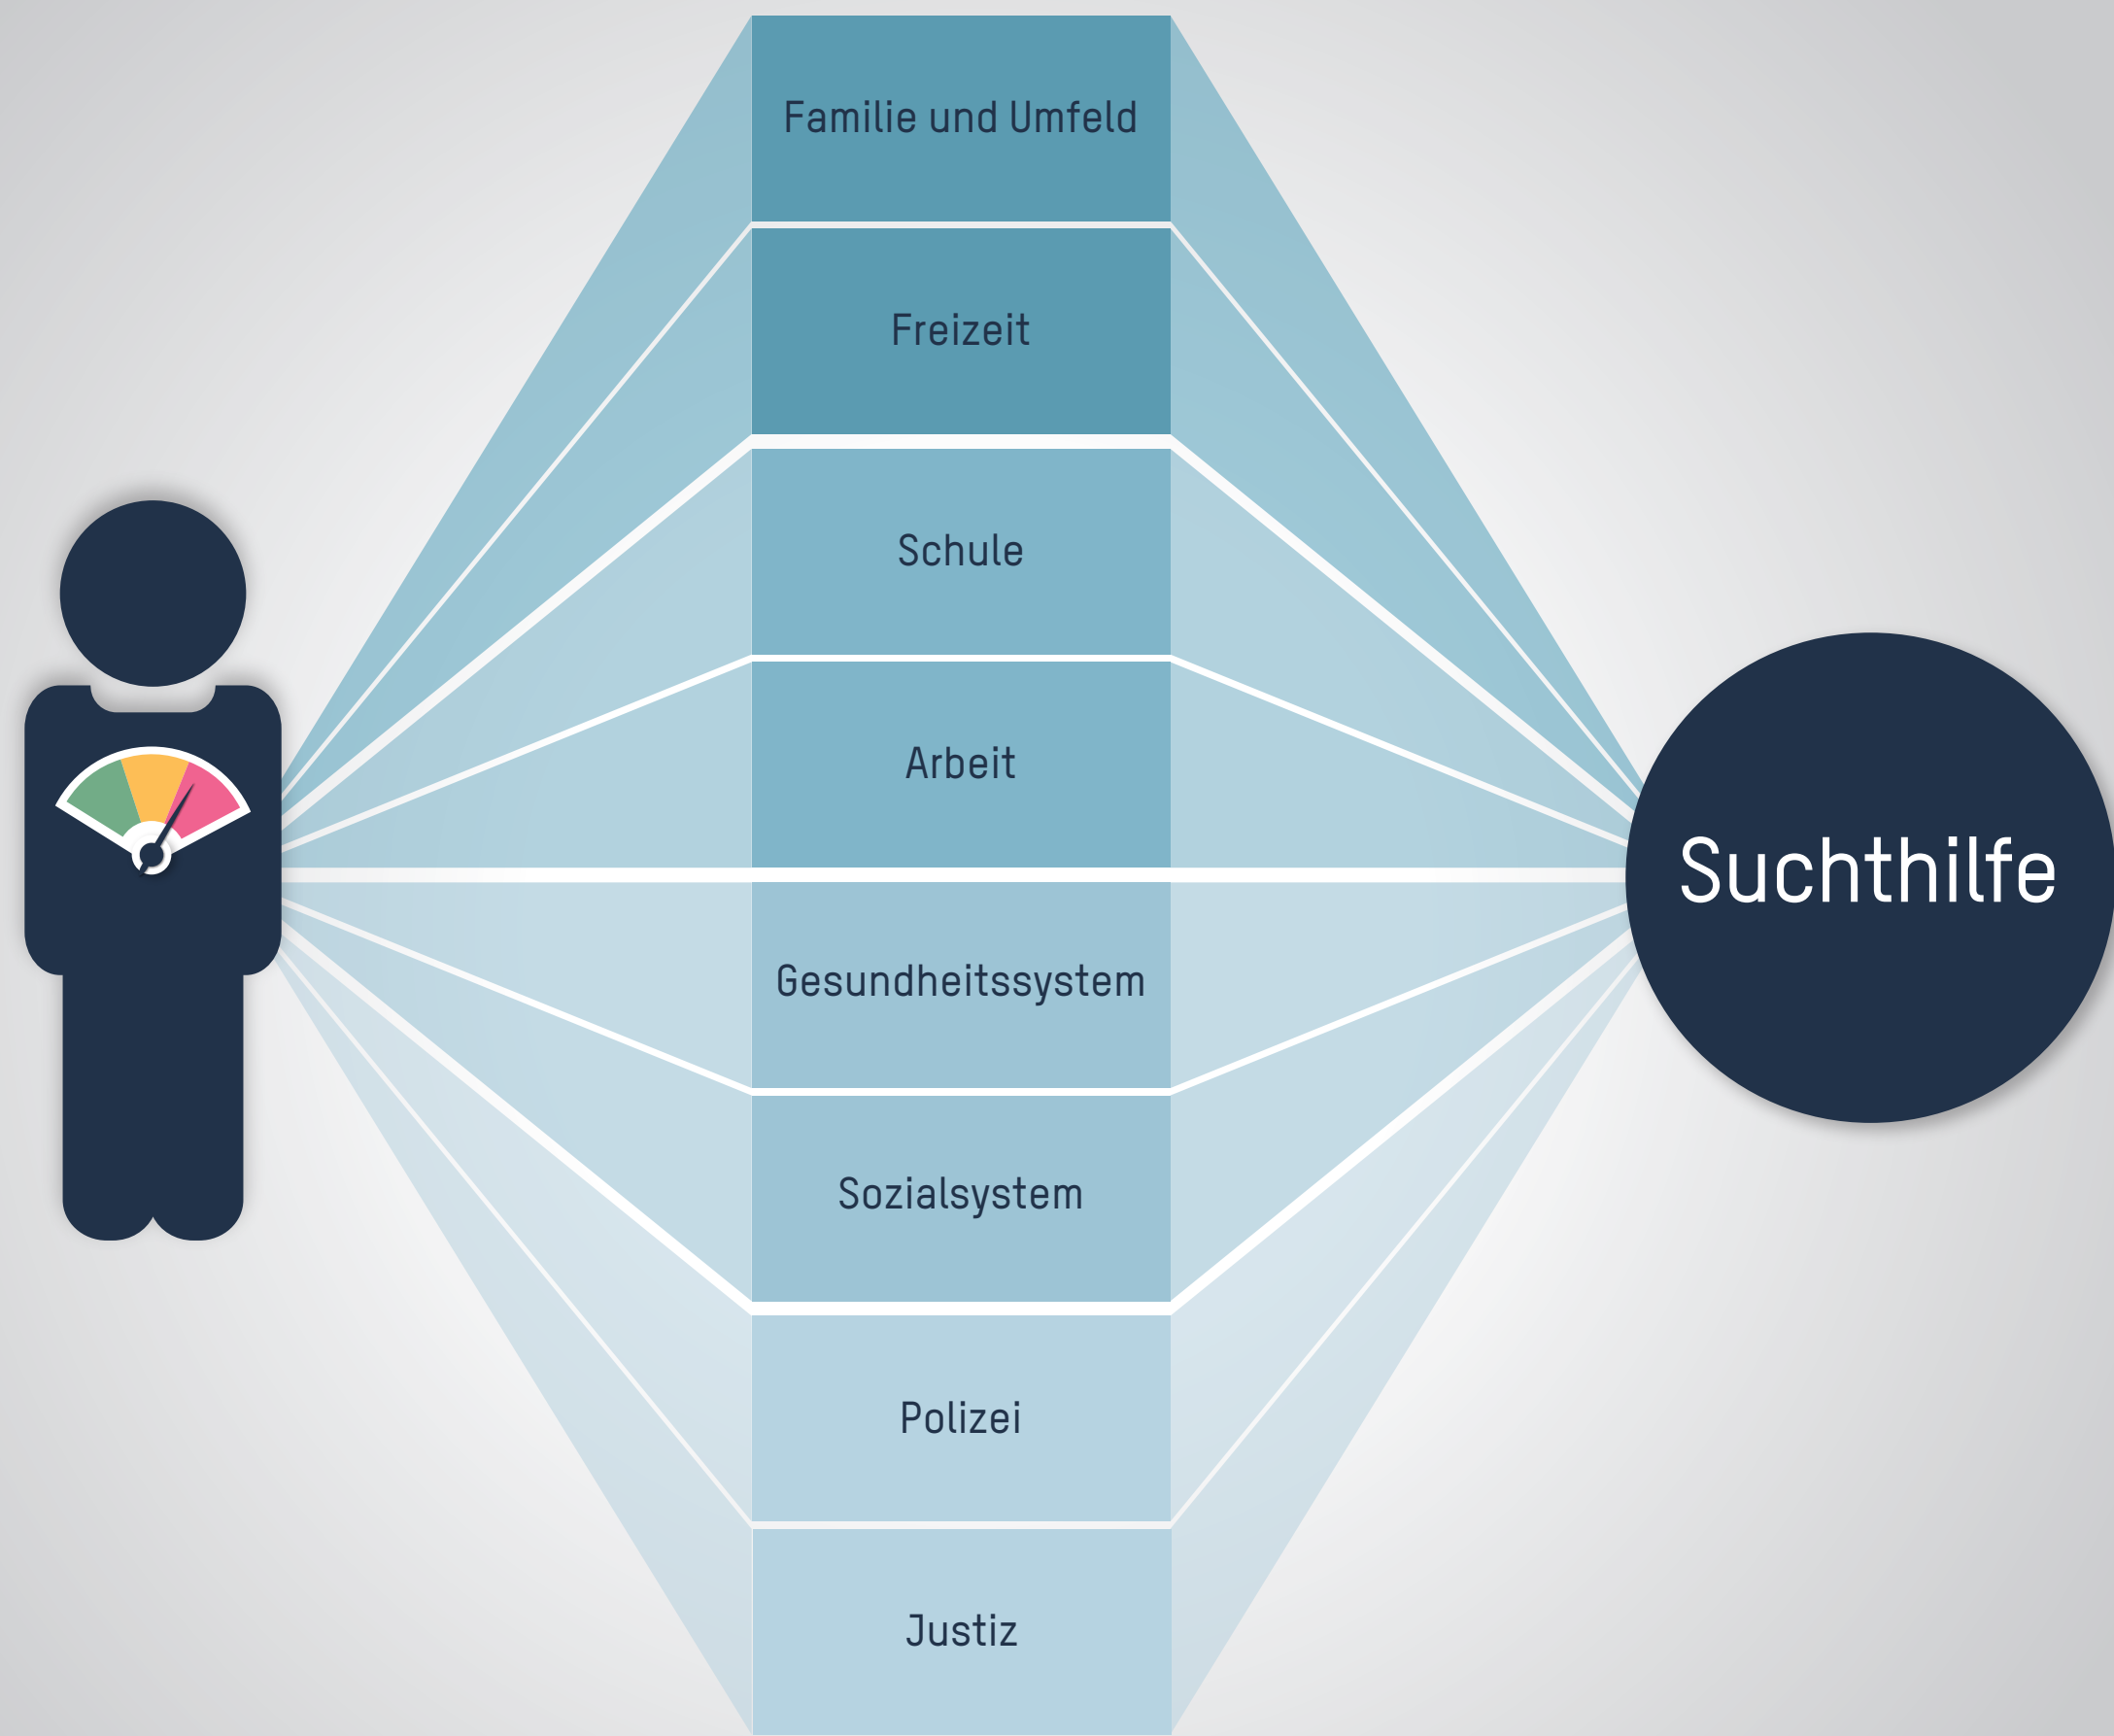 Familie und Umfeld
Freizeit
Schule
Arbeit
Suchthilfe
Gesundheitssystem
Sozialsystem
Polizei
Justiz